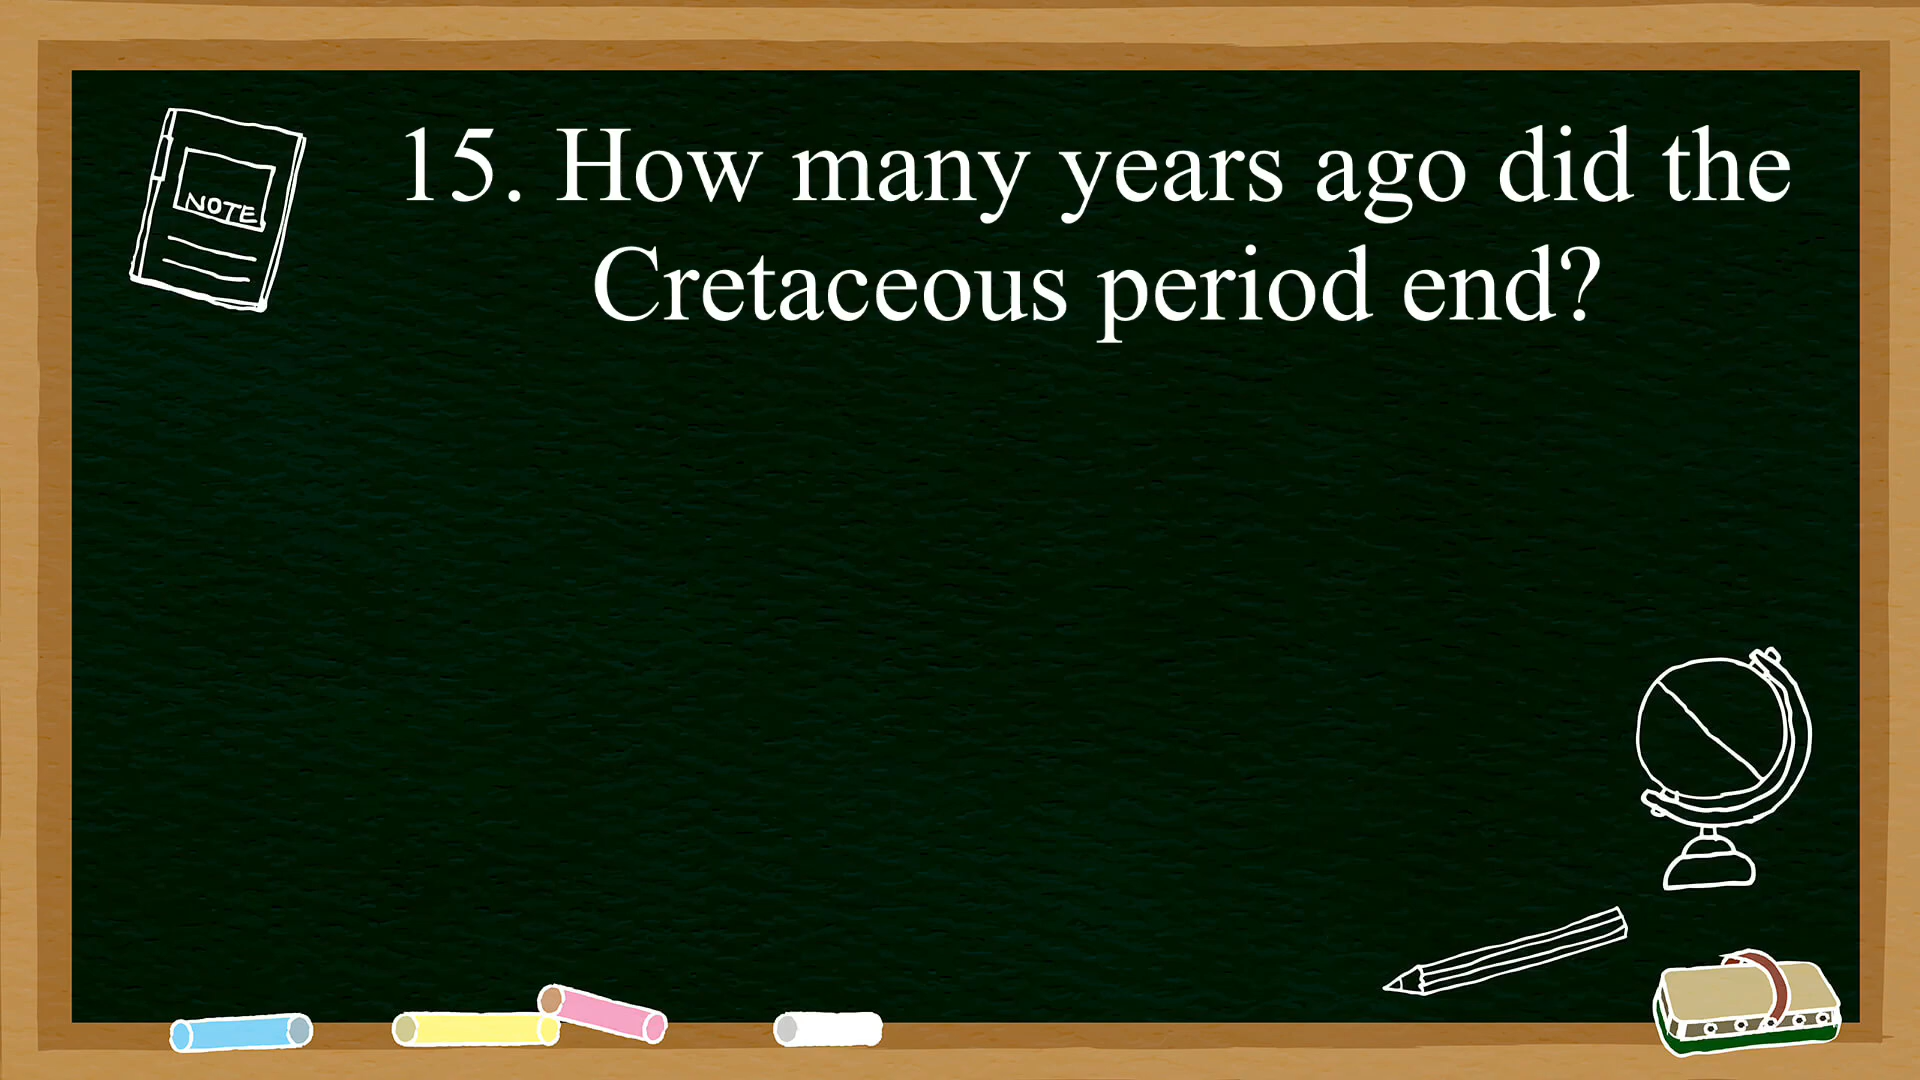 NOTE
15. How many years ago did the
Cretaceous period end?